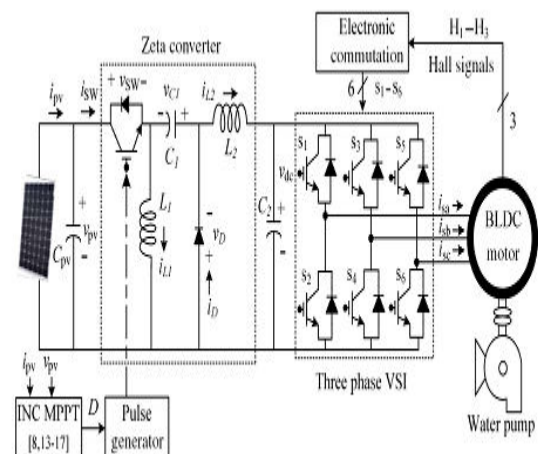 Electronic
commutation
H1–H3
Hall signals
6
s1–s6
3
Zeta converter
ipv
iSW
+ vSW –
vC1
- +
C1
iL2
L2
L1
iL1
-
vD
+
iD
+
vpv
-
Cpv
C2
+
-
vdc
s1
s3
s5
s2
s4
s6
isa
isb
isc
BLDC
motor
Three phase VSI
Water pump
ipv vpv
INC MPPT
[8,13-17]
D
Pulse
generator